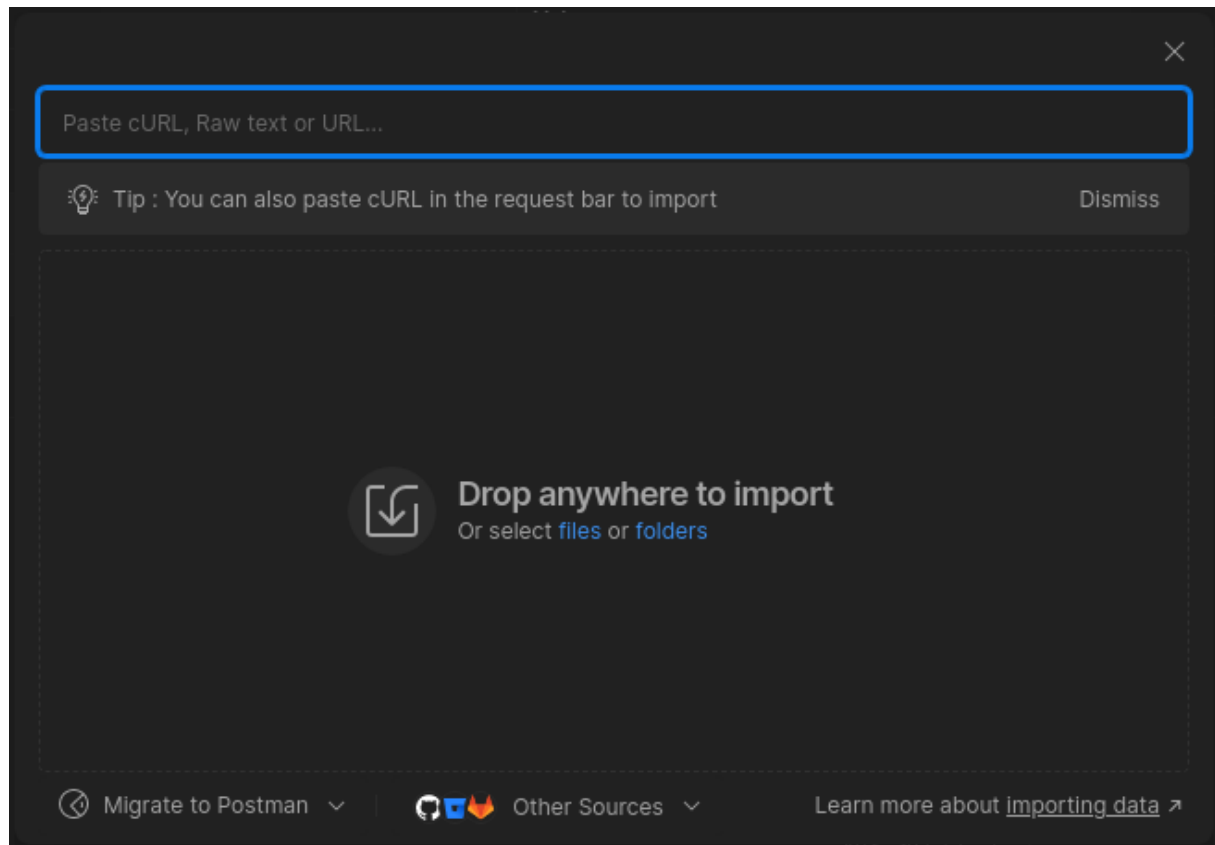 Paste cURL, Raw text or URL...
Tip : You can also paste cURL in the request bar to import
Dismiss
Drop anywhere to import
Or select files or folders
Migrate to Postman
Other Sources
Learn more about importing data